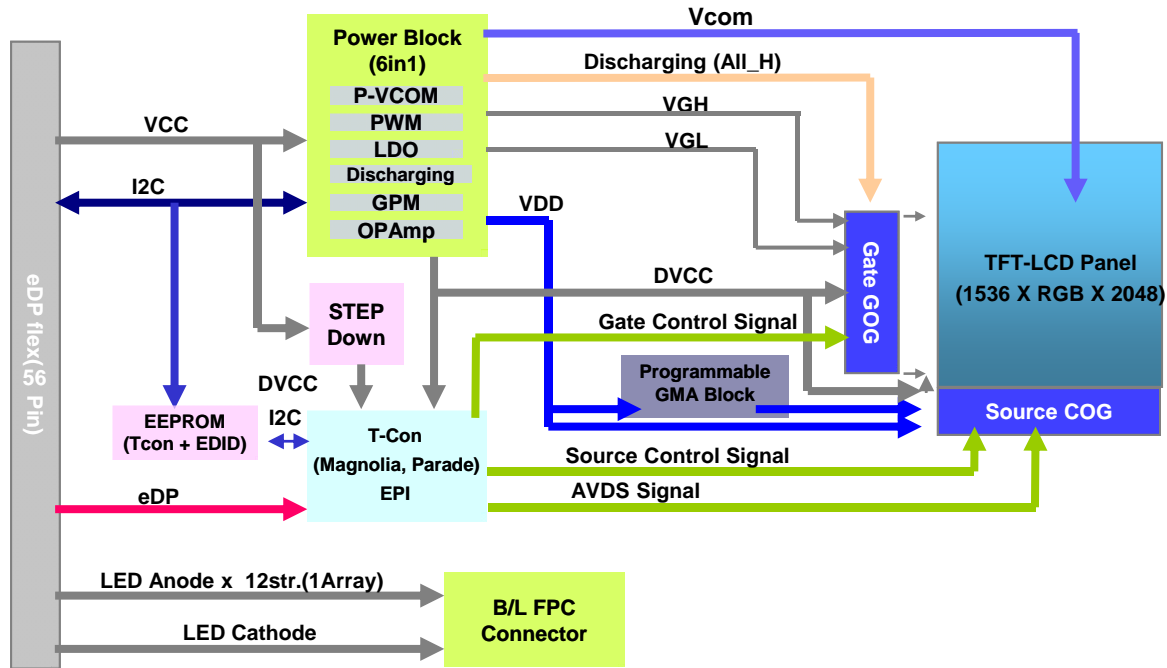 Vcom
Power Block
(6in1)
Discharging (All_H)
P-VCOM
VGH
PWM
VCC
LDO
VGL
Discharging
I2C
GPM
VDD
OPAmp
eDP flex(56 Pin)
Gate GOG
TFT-LCD Panel
(1536 X RGB X 2048)
DVCC
STEP
Down
Gate Control Signal
Programmable
GMA Block
DVCC
EEPROM
(Tcon + EDID)
I2C
Source COG
T-Con
(Magnolia, Parade)
EPI
Source Control Signal
eDP
AVDS Signal
LED Anode x 12str.(1Array)
B/L FPC
Connector
LED Cathode